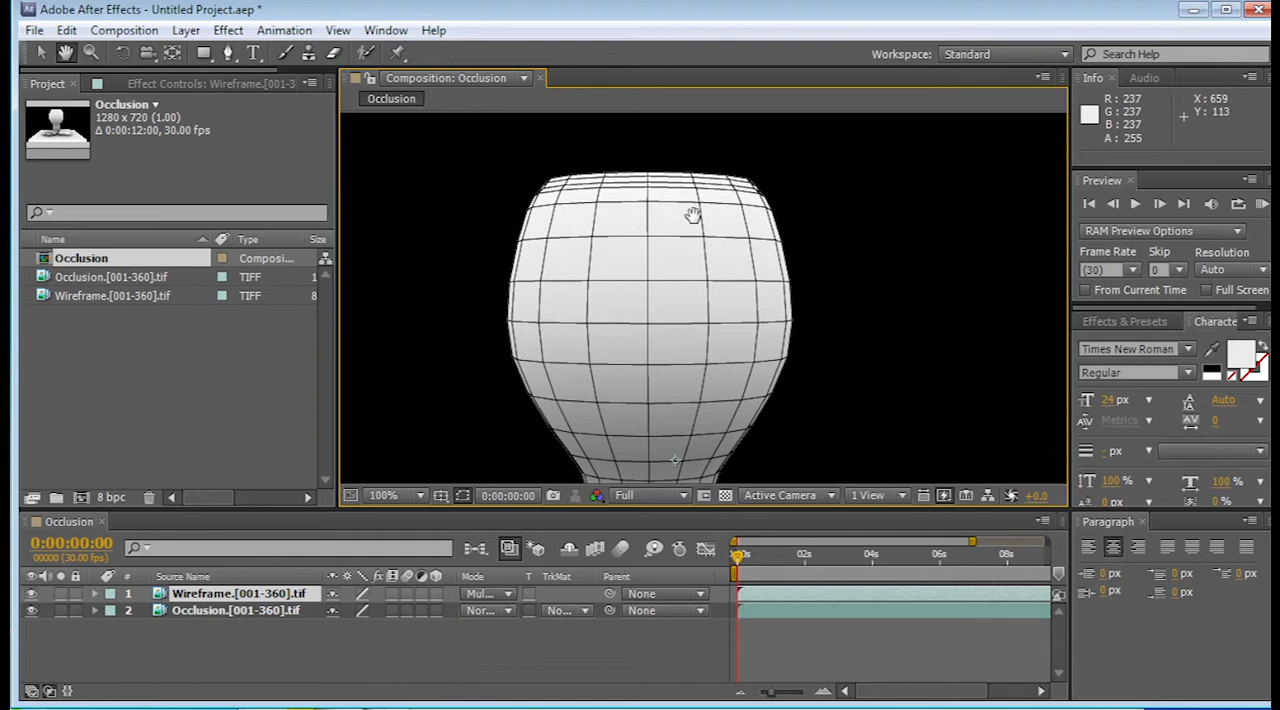 Adobe After Effects - Untitled Project.aep *
File Edit Composition Layer Effect Animation View Window Help
Workspace: Standard Search Help
Project Effect Controls: Wireframe.[001-3
Composition: Occlusion
Info Audio
Occlusion
1280 x 720 (1.00)
Δ 0:00:12:00, 30.00 fps
Occlusion
R : 237
G : 237
B : 237
A : 255
X : 659
Y : 113
Preview
RAM Preview Options
Frame Rate Skip Resolution
(30) 0 Auto
From Current Time Full Screen
Name Type Size
Occlusion Composi...
Occlusion.[001-360].tif TIFF 1
Wireframe.[001-360].tif TIFF 8
Effects & Presets Characte
Times New Roman
Regular
24 px Auto
Metrics 0
- px
100 % 100 %
0 px 0 %
8 bpc
100% 0:00:00:00 Full Active Camera 1 View +0.0
Occlusion
0:00:00:00
00000 (30.00 fps)
02s 04s 06s 08s
# Source Name Mode T TrkMat Parent
1 Wireframe.[001-360].tif Mul... None
2 Occlusion.[001-360].tif Nor... No... None
Paragraph
0 px 0 px 0 px
0 px 0 px